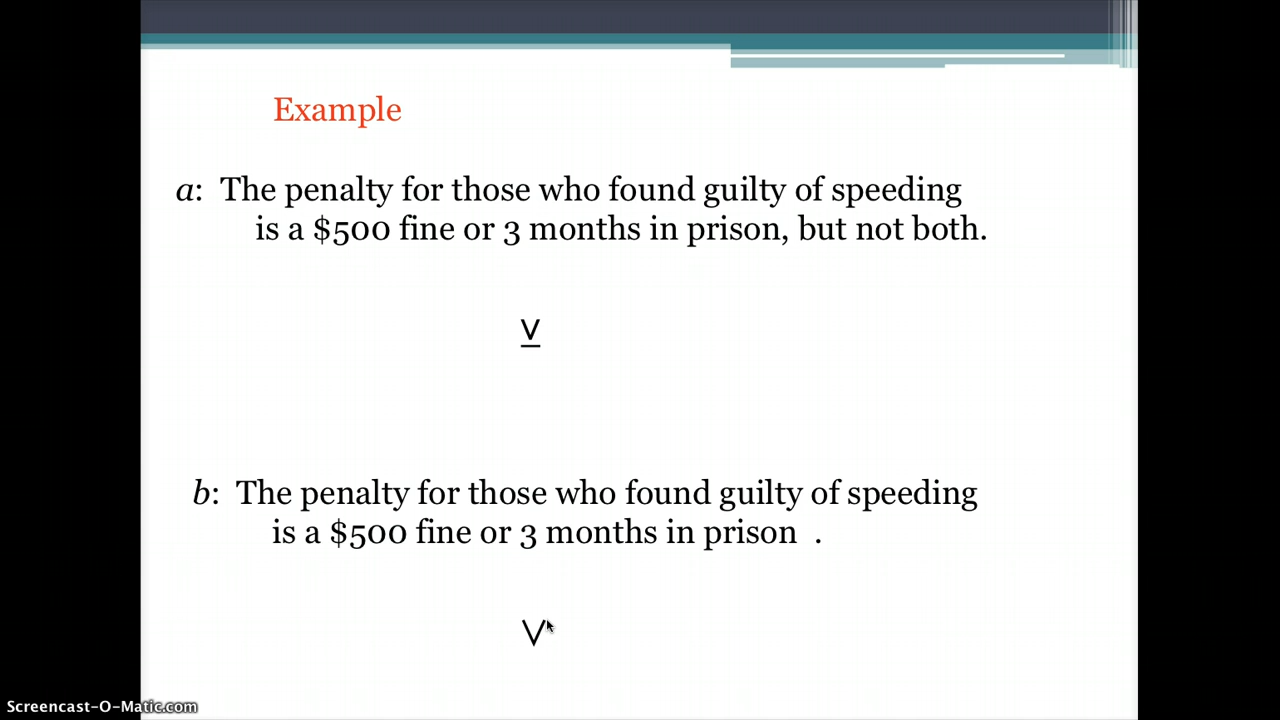 Example
a: The penalty for those who found guilty of speeding
is a $500 fine or 3 months in prison, but not both.
⊻
b: The penalty for those who found guilty of speeding
is a $500 fine or 3 months in prison .
∨
Screencast-O-Matic.com